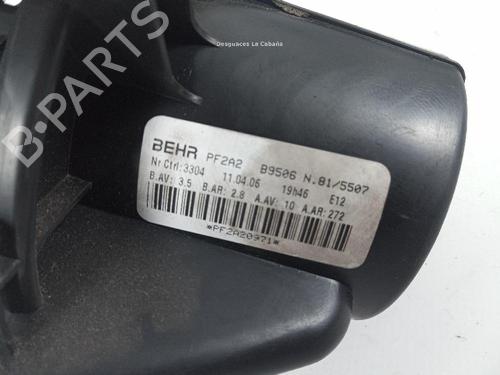 Desguaces La Cabaña
B-PARTS
BEHR PF2A2 B9506 N.81/5507
Nr.Ctrl:3304 11.04.06 19h46 E12
B.AV: 3.5 B.AR: 2.8 A.AV: 10 A.AR: 272
*PF2A20971*